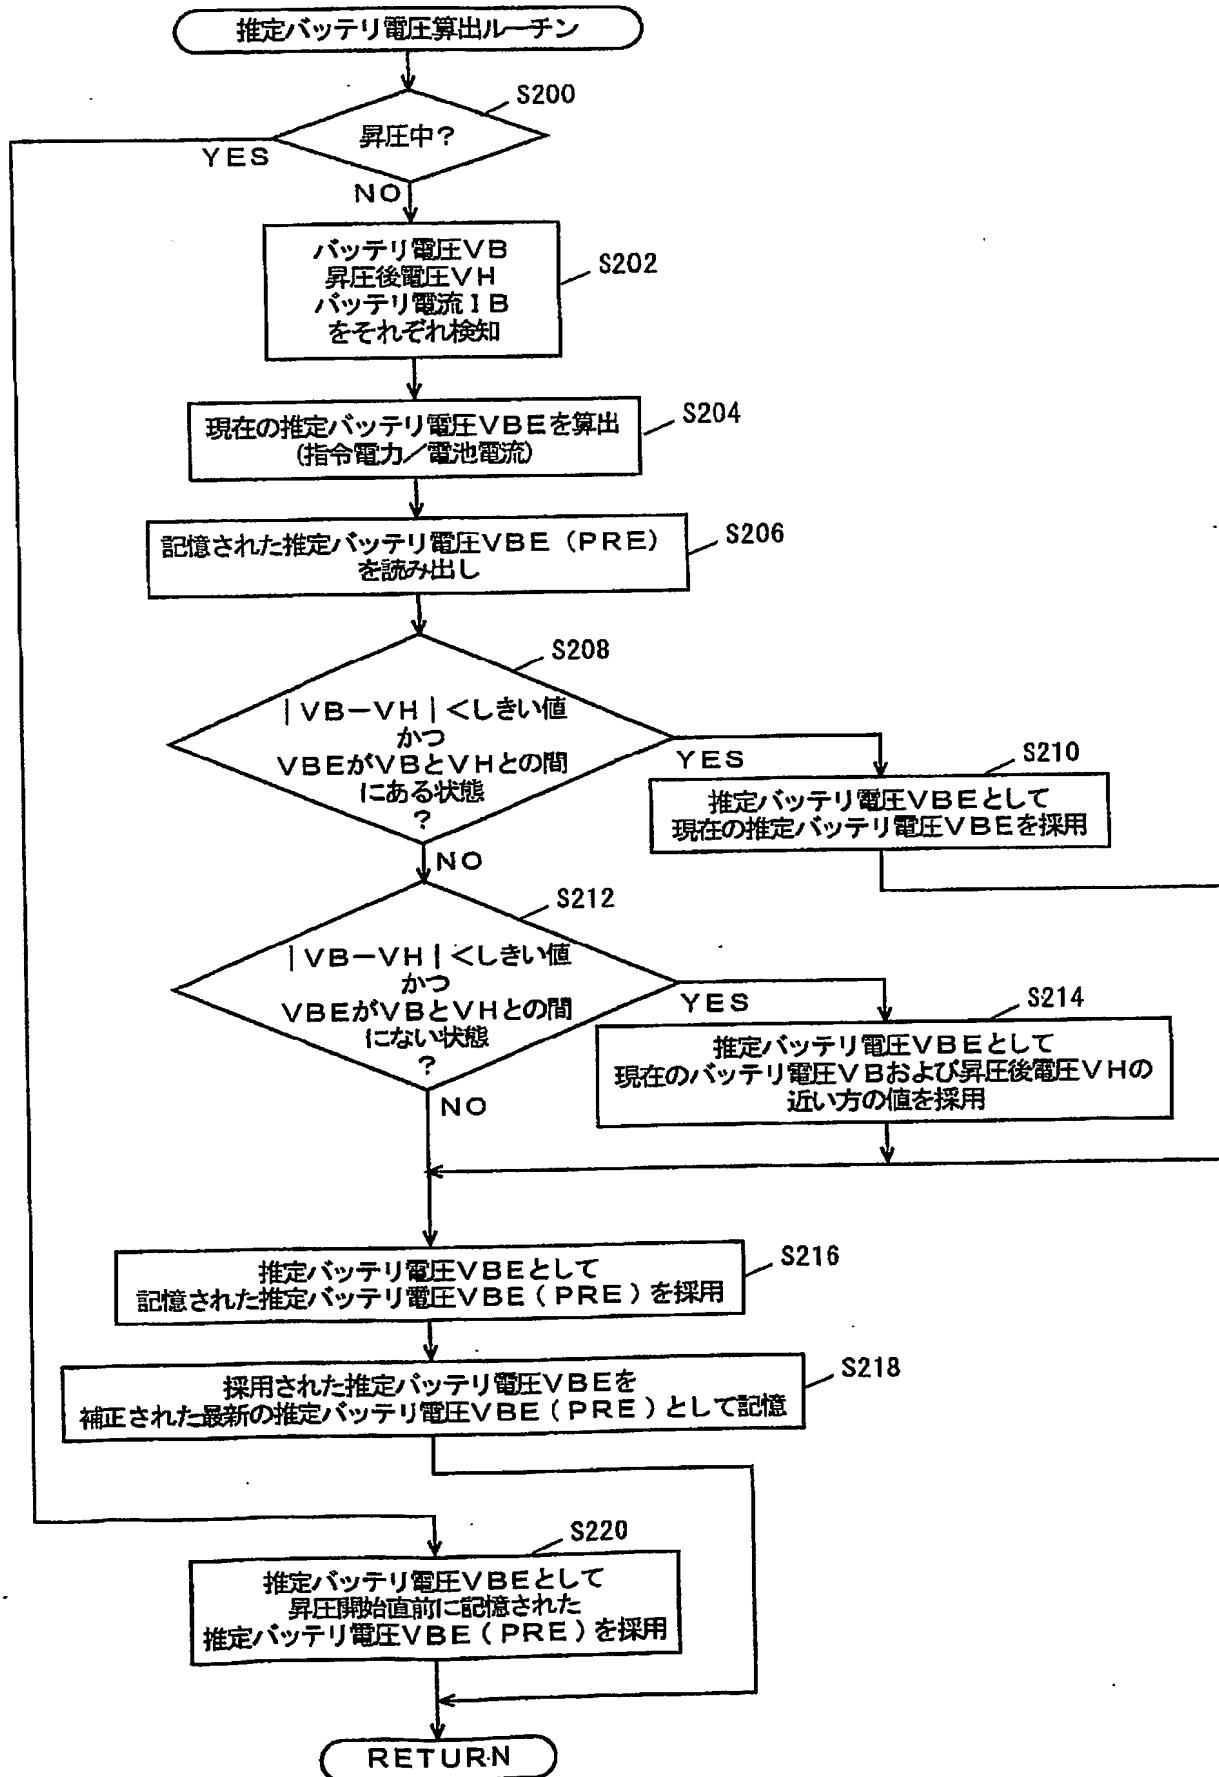 推定バッテリ電圧算出ルーチン
S200
昇圧中？
YES
NO
バッテリ電圧ＶＢ
昇圧後電圧ＶＨ
バッテリ電流ＩＢ
をそれぞれ検知
S202
現在の推定バッテリ電圧ＶＢＥを算出
(指令電力／電池電流)
S204
記憶された推定バッテリ電圧ＶＢＥ（ＰＲＥ）
を読み出し
S206
S208
｜ＶＢ－ＶＨ｜＜しきい値
かつ
ＶＢＥがＶＢとＶＨとの間
にある状態
？
YES
NO
S210
推定バッテリ電圧ＶＢＥとして
現在の推定バッテリ電圧ＶＢＥを採用
S212
｜ＶＢ－ＶＨ｜＜しきい値
かつ
ＶＢＥがＶＢとＶＨとの間
にない状態
？
YES
NO
S214
推定バッテリ電圧ＶＢＥとして
現在のバッテリ電圧ＶＢおよび昇圧後電圧ＶＨの
近い方の値を採用
S216
推定バッテリ電圧ＶＢＥとして
記憶された推定バッテリ電圧ＶＢＥ（ＰＲＥ）を採用
S218
採用された推定バッテリ電圧ＶＢＥを
補正された最新の推定バッテリ電圧ＶＢＥ（ＰＲＥ）として記憶
S220
推定バッテリ電圧ＶＢＥとして
昇圧開始直前に記憶された
推定バッテリ電圧ＶＢＥ（ＰＲＥ）を採用
RETURN